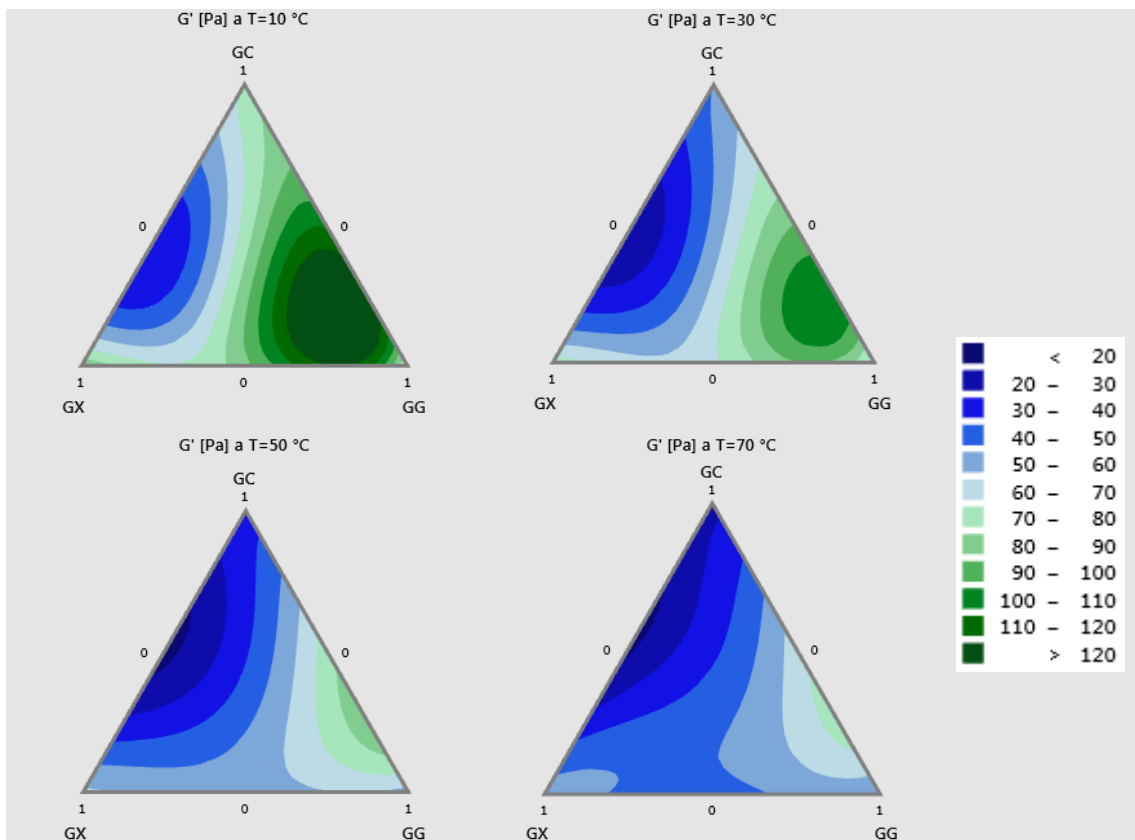 G' [Pa] a T=10 °C
GC
1
0
0
1
0
1
GX
GG
G' [Pa] a T=30 °C
GC
1
0
0
1
0
1
GX
GG
G' [Pa] a T=50 °C
GC
1
0
0
1
0
1
GX
GG
G' [Pa] a T=70 °C
GC
1
0
0
1
0
1
GX
GG
< 20
20 – 30
30 – 40
40 – 50
50 – 60
60 – 70
70 – 80
80 – 90
90 – 100
100 – 110
110 – 120
> 120